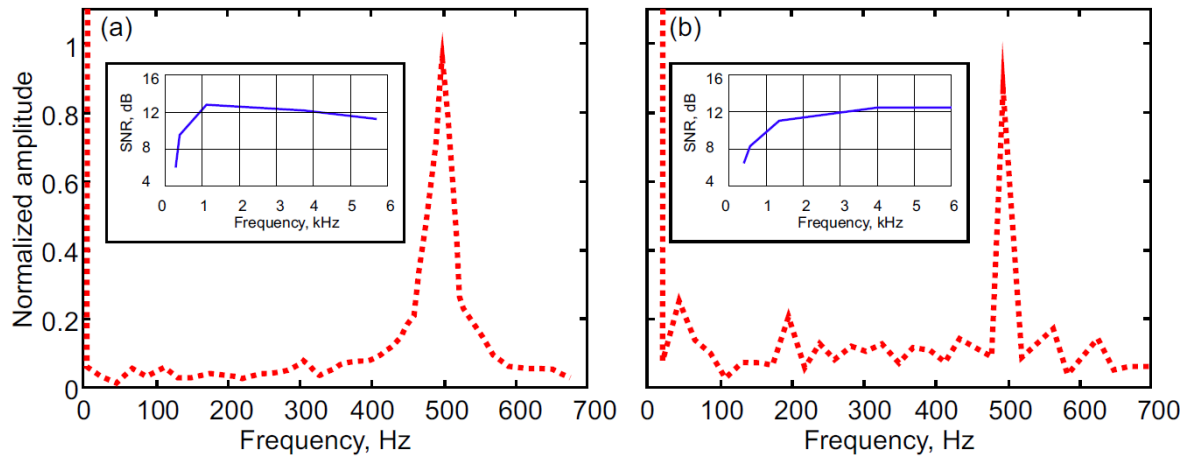 (a)
(b)
Normalized amplitude
1
0.8
0.6
0.4
0.2
0
SNR, dB
16
12
8
4
0 1 2 3 4 5 6
Frequency, kHz
SNR, dB
16
12
8
4
0 1 2 3 4 5 6
Frequency, kHz
0 100 200 300 400 500 600 700
0 100 200 300 400 500 600 700
Frequency, Hz
Frequency, Hz